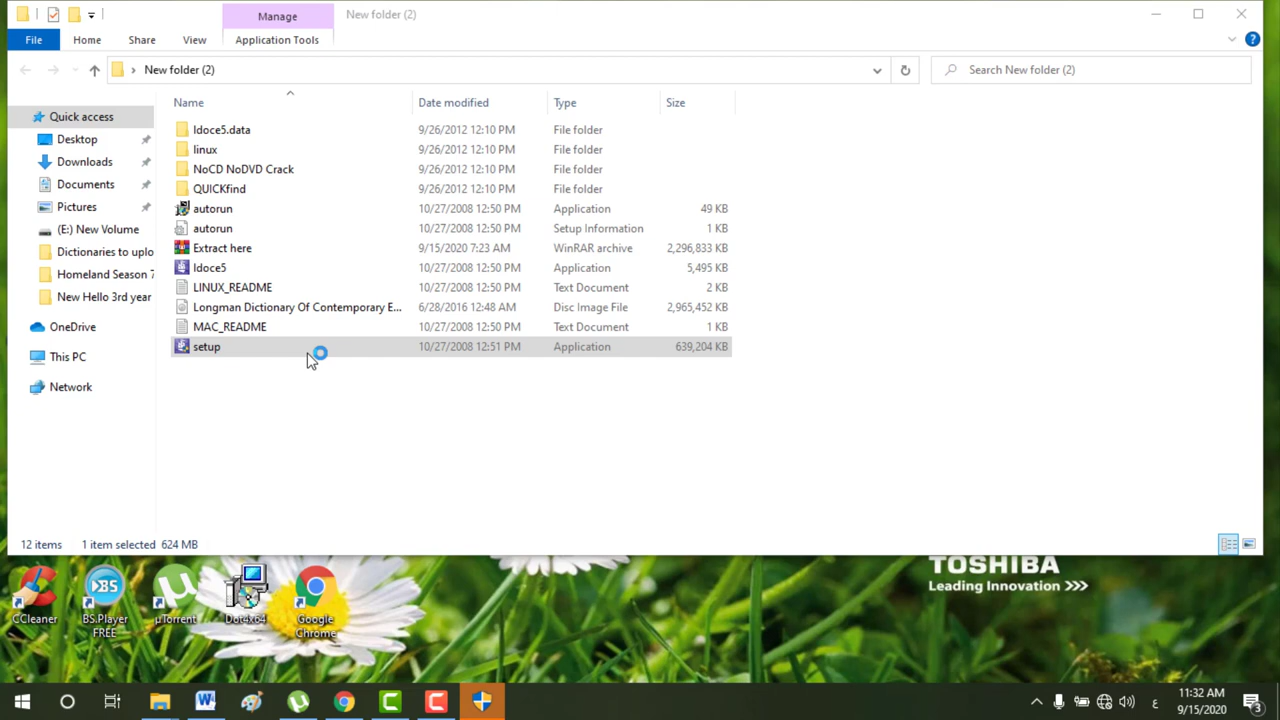 Manage
New folder (2)
File
Home
Share
View
Application Tools
New folder (2)
Search New folder (2)
Name
Date modified
Type
Size
Quick access
Desktop
Downloads
Documents
Pictures
(E:) New Volume
Dictionaries to uplo
Homeland Season 7
New Hello 3rd year
OneDrive
This PC
Network
ldoce5.data 9/26/2012 12:10 PM File folder
linux 9/26/2012 12:10 PM File folder
NoCD NoDVD Crack 9/26/2012 12:10 PM File folder
QUICKfind 9/26/2012 12:10 PM File folder
autorun 10/27/2008 12:50 PM Application 49 KB
autorun 10/27/2008 12:50 PM Setup Information 1 KB
Extract here 9/15/2020 7:23 AM WinRAR archive 2,296,833 KB
ldoce5 10/27/2008 12:50 PM Application 5,495 KB
LINUX_README 10/27/2008 12:50 PM Text Document 2 KB
Longman Dictionary Of Contemporary E... 6/28/2016 12:48 AM Disc Image File 2,965,452 KB
MAC_README 10/27/2008 12:50 PM Text Document 1 KB
setup 10/27/2008 12:51 PM Application 639,204 KB
12 items 1 item selected 624 MB
TOSHIBA
Leading Innovation >>>
CCleaner
BS.Player FREE
µTorrent
Dot4x64
Google Chrome
ع
11:32 AM
9/15/2020
3